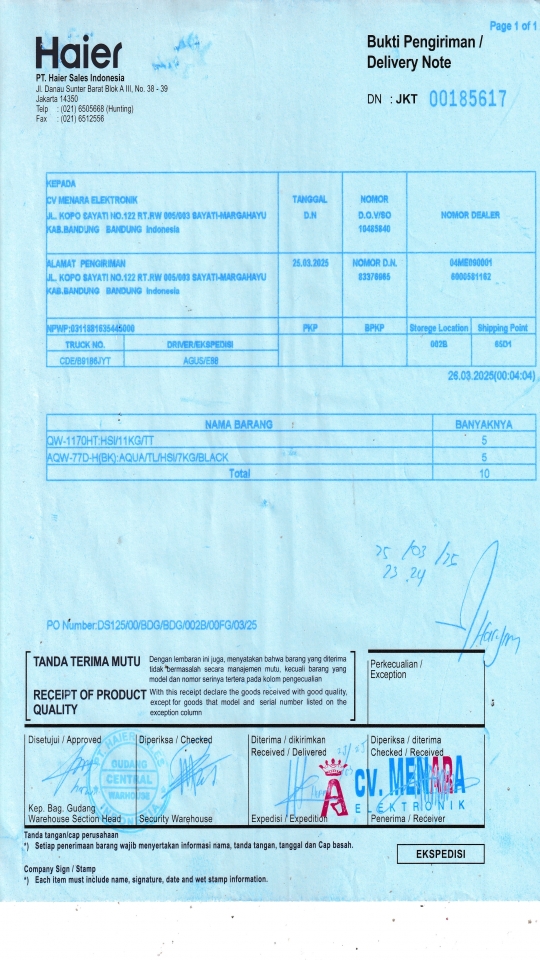 Page 1 of 1
Haier
PT. Haier Sales Indonesia
Jl. Danau Sunter Barat Blok A III, No. 38 - 39
Jakarta 14350
Telp : (021) 6505668 (Hunting)
Fax : (021) 6512556
Bukti Pengiriman /
Delivery Note
DN : JKT 00185617
KEPADA
CV MENARA ELEKTRONIK
JL. KOPO SAYATI NO.122 RT.RW 005/003 SAYATI-MARGAHAYU
KAB.BANDUNG BANDUNG Indonesia
TANGGAL
D.N
NOMOR
D.O.V/SO
10483840
NOMOR DEALER
ALAMAT PENGIRIMAN
JL. KOPO SAYATI NO.122 RT.RW 005/003 SAYATI-MARGAHAYU
KAB.BANDUNG BANDUNG Indonesia
25.03.2025
NOMOR D.N.
04ME090001
NPWP:0311881635445000
PKP
BPKP
Storege Location
Shipping Point
TRUCK NO.
DRIVER/EKSPEDISI
002B
65D1
CDE/B9186JYT
AGUS/E98
26.03.2025(00:04:04)
NAMA BARANG BANYAKNYA
QW-1170HT:HSI/11KG/TT 5
AQW-77D-H(BK):AQUA/TL/HSI/7KG/BLACK 5
Total 10
25/03/25
23.24
PO Number:DS125/00/BDG/BDG/002B/00FG/03/25
TANDA TERIMA MUTU
Dengan lembaran ini juga, menyatakan bahwa barang yang diterima
tidak bermasalah secara manajemen mutu, kecuali barang yang
model dan nomor serinya tertera pada kolom pengecualian
RECEIPT OF PRODUCT
QUALITY
With this receipt declare the goods received with good quality,
except for goods that model and serial number listed on the
exception column
Perkecualian /
Exception
Disetujui / Approved
Diperiksa / Checked
Diterima / dikirimkan
Received / Delivered
Diperiksa / diterima
Checked / Received
GUDANG
CENTRAL
WAREHOUSE
CV. MENARA
ELEKTRONIK
Kep. Bag. Gudang
Warehouse Section Head
Security Warehouse
Expedisi / Expedition
Penerima / Receiver
Tanda tangan/cap perusahaan
*) Setiap penerimaan barang wajib menyertakan informasi nama, tanda tangan, tanggal dan Cap basah.
EKSPEDISI
Company Sign / Stamp
*) Each item must include name, signature, date and wet stamp information.